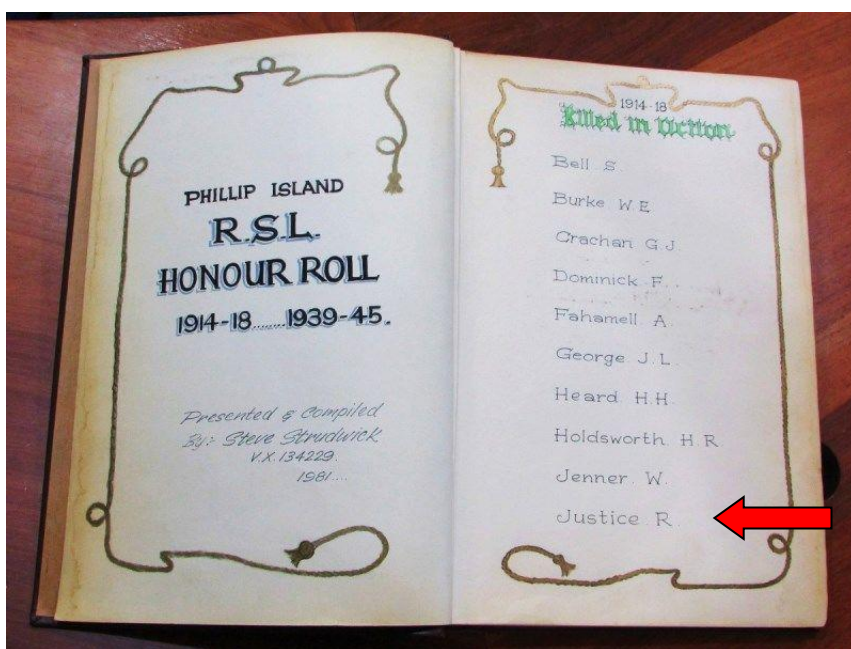 PHILLIP ISLAND
R.S.L.
HONOUR ROLL
1914-18........1939-45.
Presented & Compiled
By: Steve Strudwick
V.X. 134229.
1981....
1914-18
Killed in Action
Bell S.
Burke W.E
Crachan G.J
Dominick F.
Fahamell A.
George J.L.
Heard H.H.
Holdsworth H.R.
Jenner W.
Justice R.